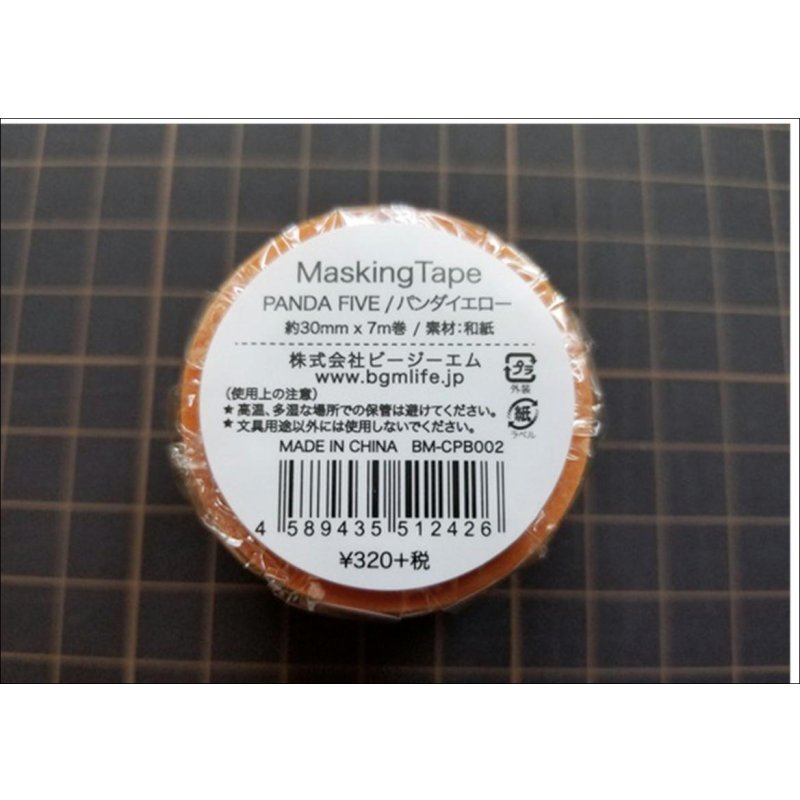 MaskingTape
PANDA FIVE / パンダイエロー
約30mm x 7m巻 / 素材:和紙
株式会社ビージーエム
www.bgmlife.jp
プラ
外装
(使用上の注意)
★高温、多湿な場所での保管は避けてください。
★文具用途以外には使用しないでください。
紙
ラベル
MADE IN CHINA BM-CPB002
4 589435 512426
¥320+税